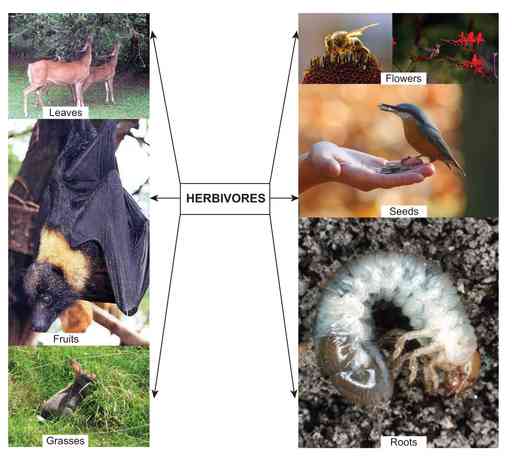 Leaves
Fruits
Grasses
HERBIVORES
Flowers
Seeds
Roots